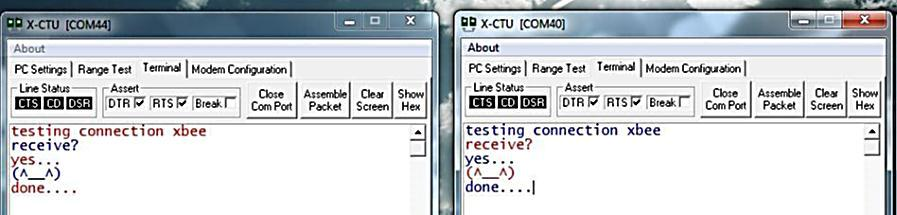 X-CTU [COM44]
About
PC Settings Range Test Terminal Modem Configuration
Line Status
CTS CD DSR
Assert
DTR RTS Break
Close
Com Port
Assemble
Packet
Clear
Screen
Show
Hex
testing connection xbee
receive?
yes...
(^__^)
done....
X-CTU [COM40]
About
PC Settings Range Test Terminal Modem Configuration
Line Status
CTS CD DSR
Assert
DTR RTS Break
Close
Com Port
Assemble
Packet
Clear
Screen
Show
Hex
testing connection xbee
receive?
yes...
(^__^)
done....